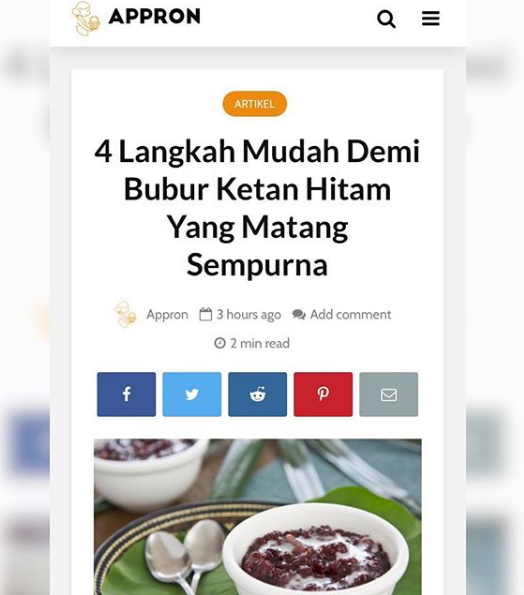 APPRON
ARTIKEL
4 Langkah Mudah Demi
Bubur Ketan Hitam
Yang Matang
Sempurna
Appron 3 hours ago Add comment
2 min read